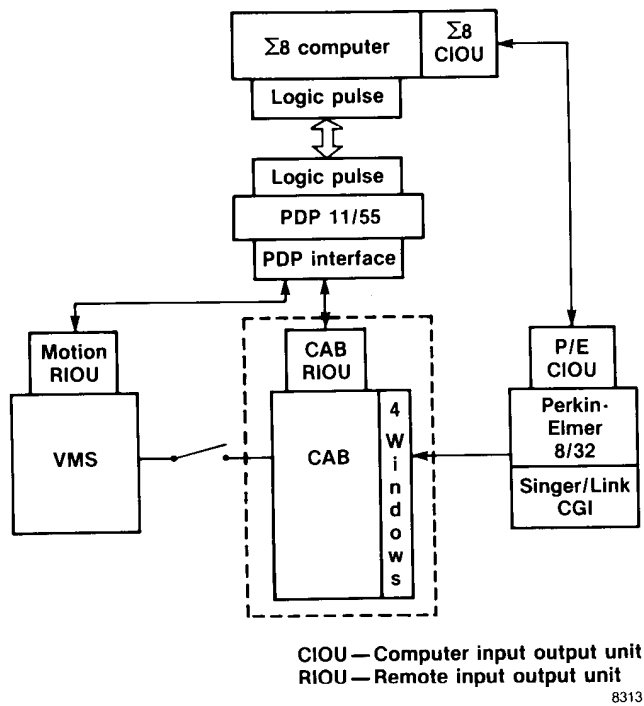 Σ8 computer
Σ8
CIOU
Logic pulse
Logic pulse
PDP 11/55
PDP interface
Motion
RIOU
VMS
CAB
RIOU
CAB
4
Windows
P/E
CIOU
Perkin-
Elmer
8/32
Singer/Link
CGI
CIOU—Computer input output unit
RIOU—Remote input output unit
8313